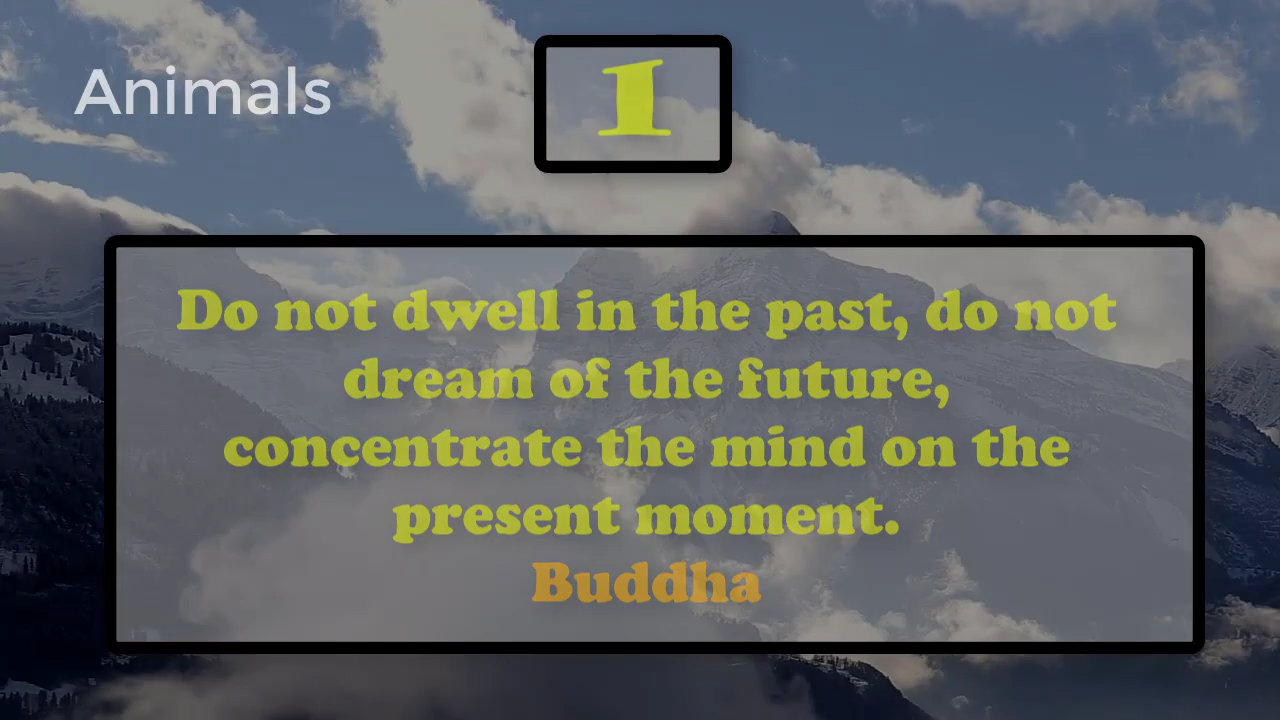 Animals
1
Do not dwell in the past, do not
dream of the future,
concentrate the mind on the
present moment.
Buddha